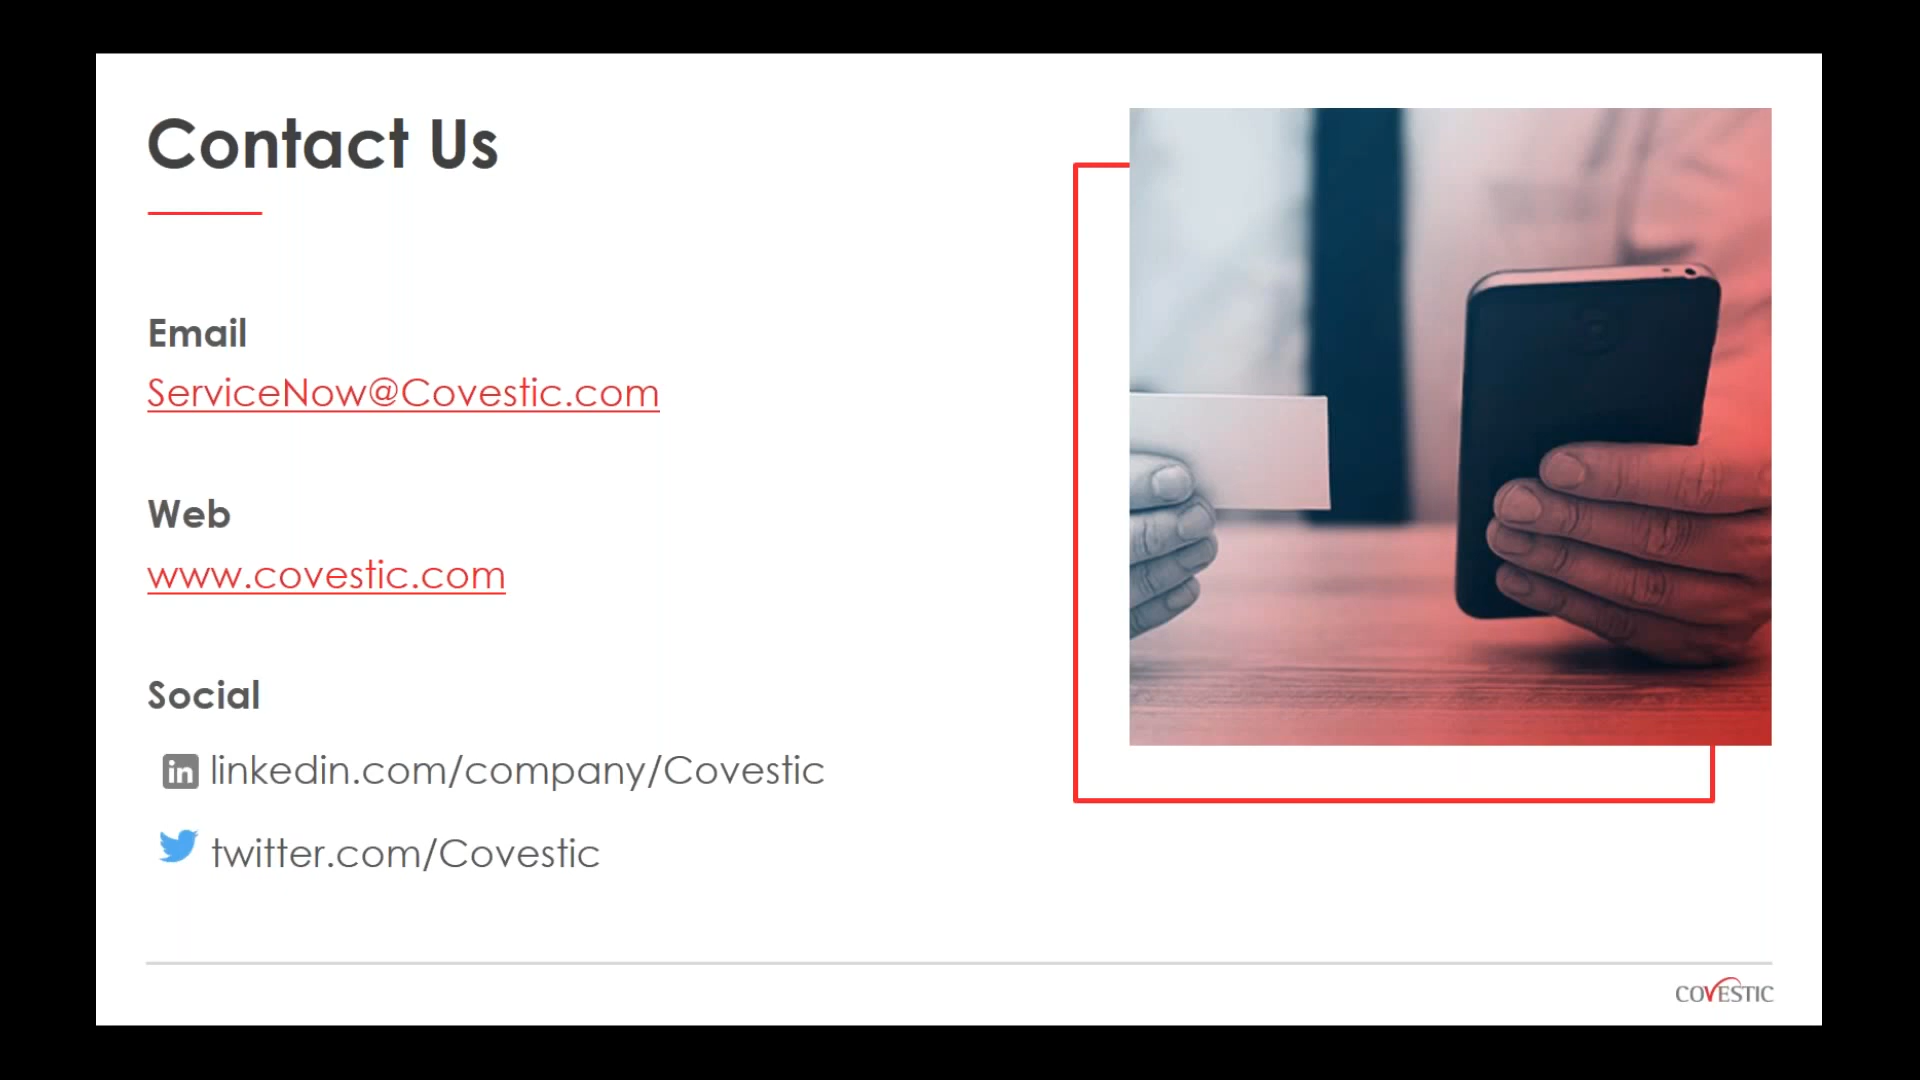 Contact Us
Email
ServiceNow@Covestic.com
Web
www.covestic.com
Social
in linkedin.com/company/Covestic
twitter.com/Covestic
COVESTIC